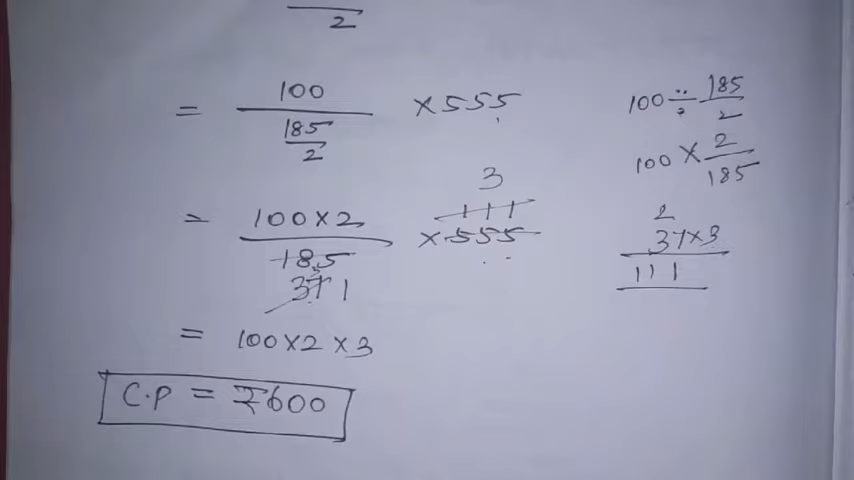 2
= 100 / (185/2) × 555
= (100 × 2) / 185 × 555
111
3
37 1
= 100 × 2 × 3
C.P = ₹600
100 ÷ 185/2
100 × 2/185
2
37×3
111